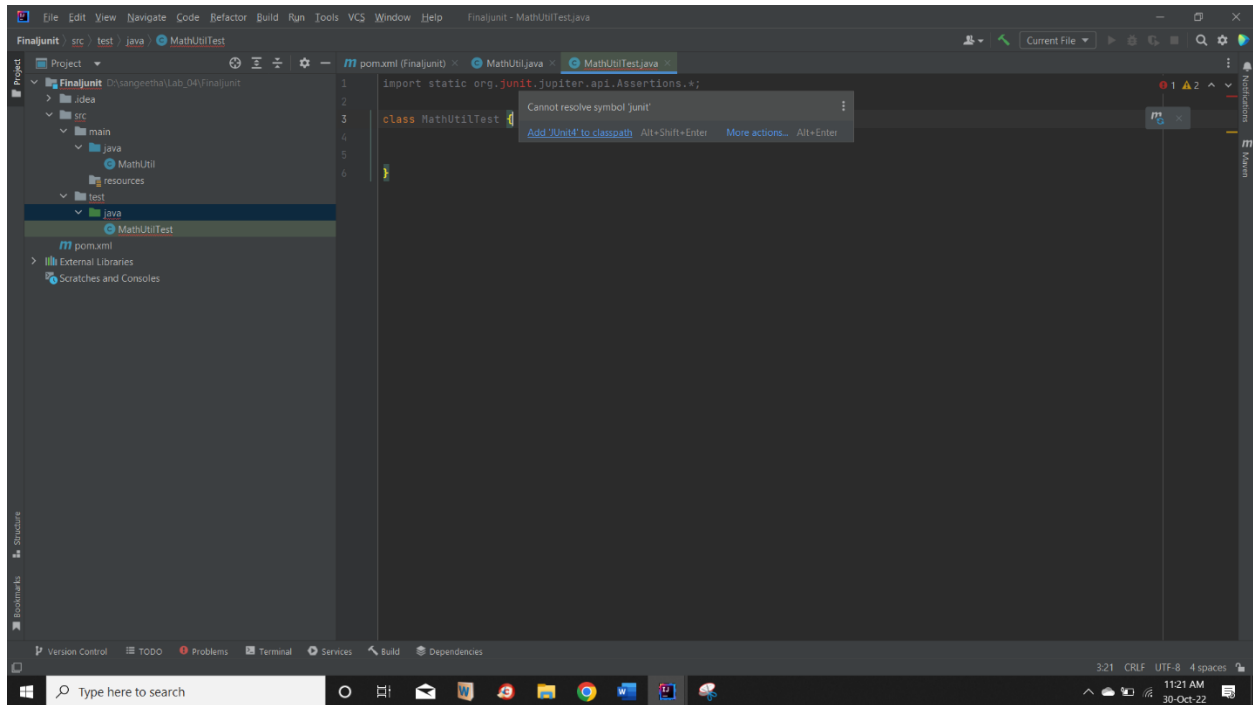 File Edit View Navigate Code Refactor Build Run Tools VCS Window Help Finaljunit - MathUtilTest.java
Finaljunit src test java MathUtilTest
Current File
Project
pom.xml (Finaljunit) MathUtil.java MathUtilTest.java
Project
Notifications
Maven
Structure
Bookmarks
Finaljunit D:\sangeetha\Lab_04\Finaljunit
.idea
src
main
java
MathUtil
resources
test
java
MathUtilTest
pom.xml
External Libraries
Scratches and Consoles
1 import static org.junit.jupiter.api.Assertions.*;
2
3 class MathUtilTest {
4
5
6 }
1 2
Cannot resolve symbol 'junit'
Add 'JUnit4' to classpath Alt+Shift+Enter More actions... Alt+Enter
Version Control TODO Problems Terminal Services Build Dependencies
3:21 CRLF UTF-8 4 spaces
Type here to search
11:21 AM
30-Oct-22